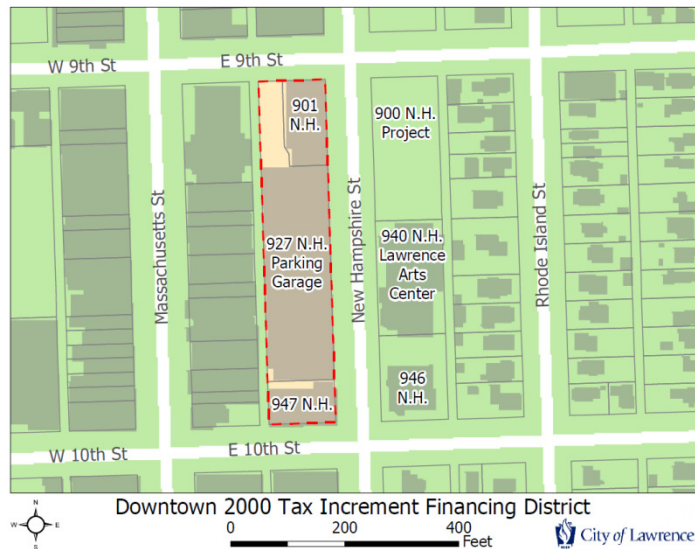 W 9th St
E 9th St
901
N.H.
900 N.H.
Project
Massachusetts St
927 N.H.
Parking
Garage
New Hampshire St
940 N.H.
Lawrence
Arts
Center
Rhode Island St
946
N.H.
947 N.H.
W 10th St
E 10th St
Downtown 2000 Tax Increment Financing District
N
W
E
S
0 200 400
Feet
City of Lawrence